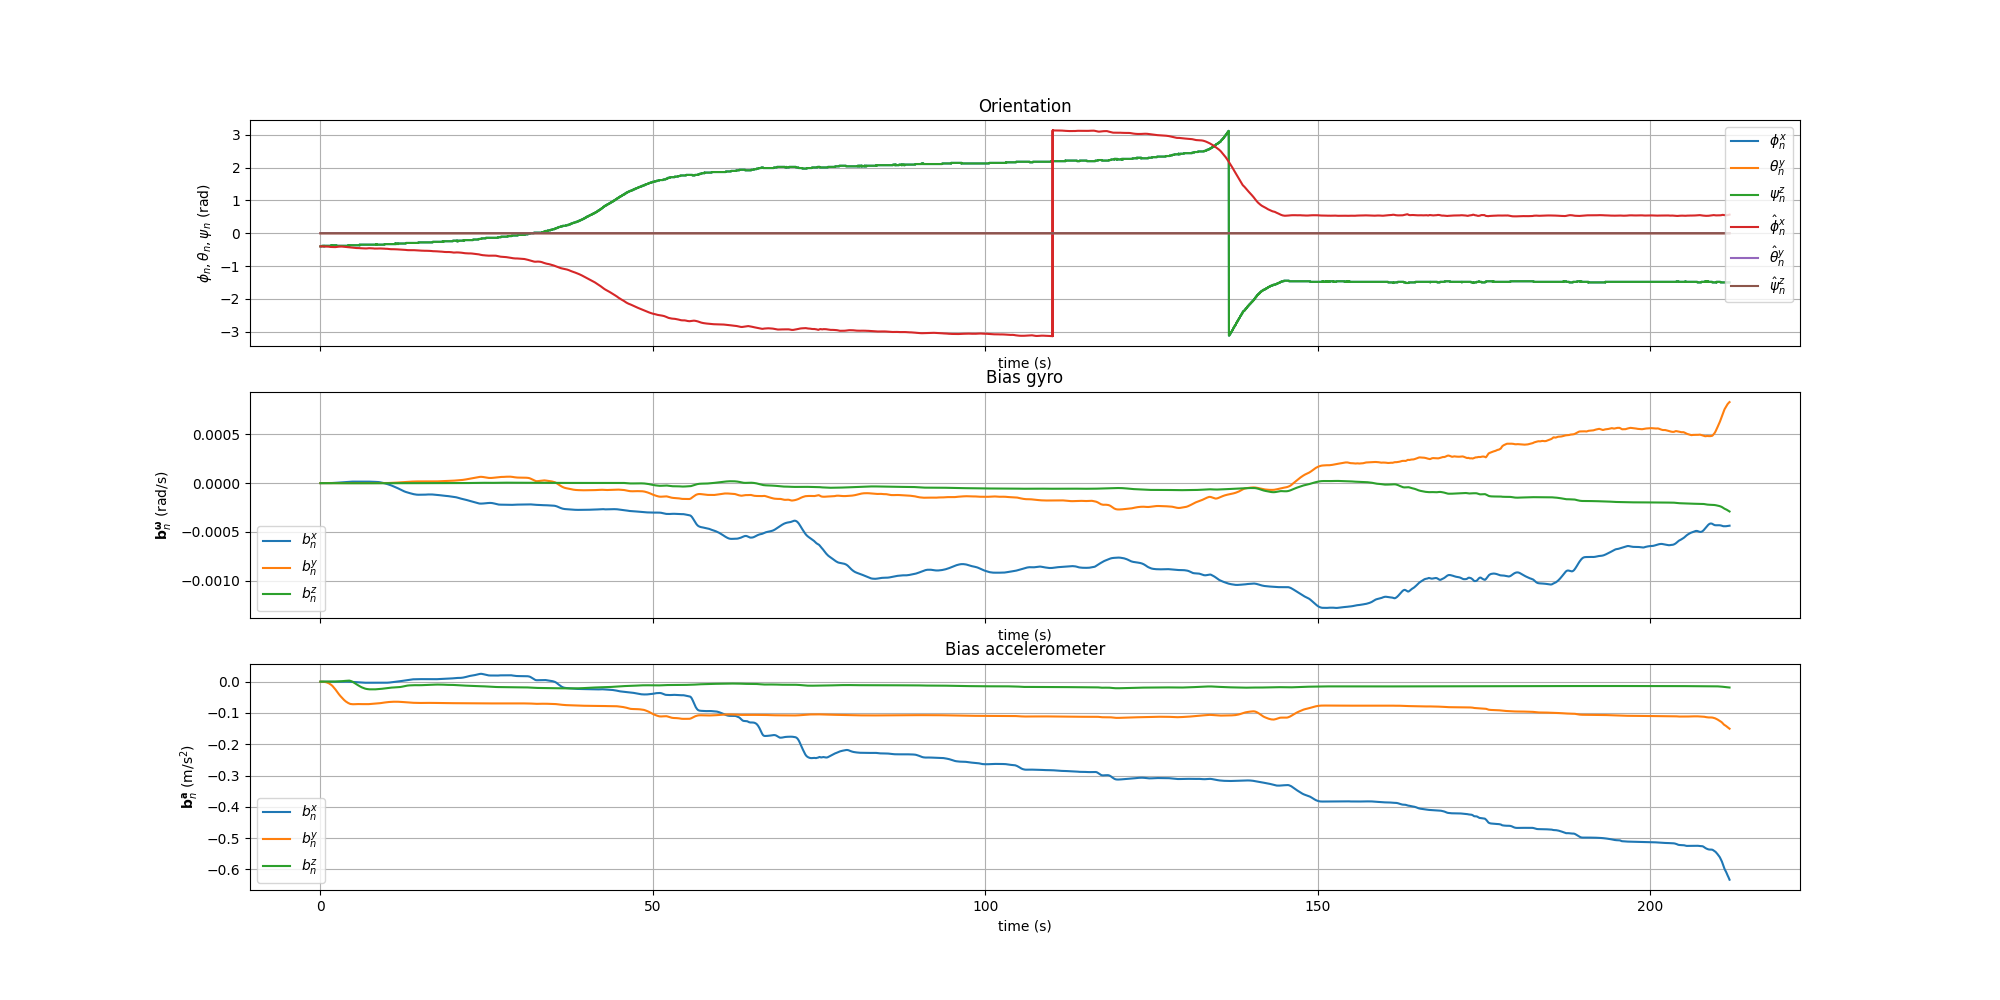 Orientation
3
2
1
0
−1
−2
−3
ϕₙ, θₙ, ψₙ (rad)
ϕₙˣ
θₙʸ
ψₙᶻ
ϕ̂ₙˣ
θ̂ₙʸ
ψ̂ₙᶻ
time (s)
Bias gyro
0.0005
0.0000
−0.0005
−0.0010
𝐛ₙ^𝛚 (rad/s)
bₙˣ
bₙʸ
bₙᶻ
time (s)
Bias accelerometer
0.0
−0.1
−0.2
−0.3
−0.4
−0.5
−0.6
𝐛ₙ^𝐚 (m/s²)
bₙˣ
bₙʸ
bₙᶻ
0 50 100 150 200
time (s)